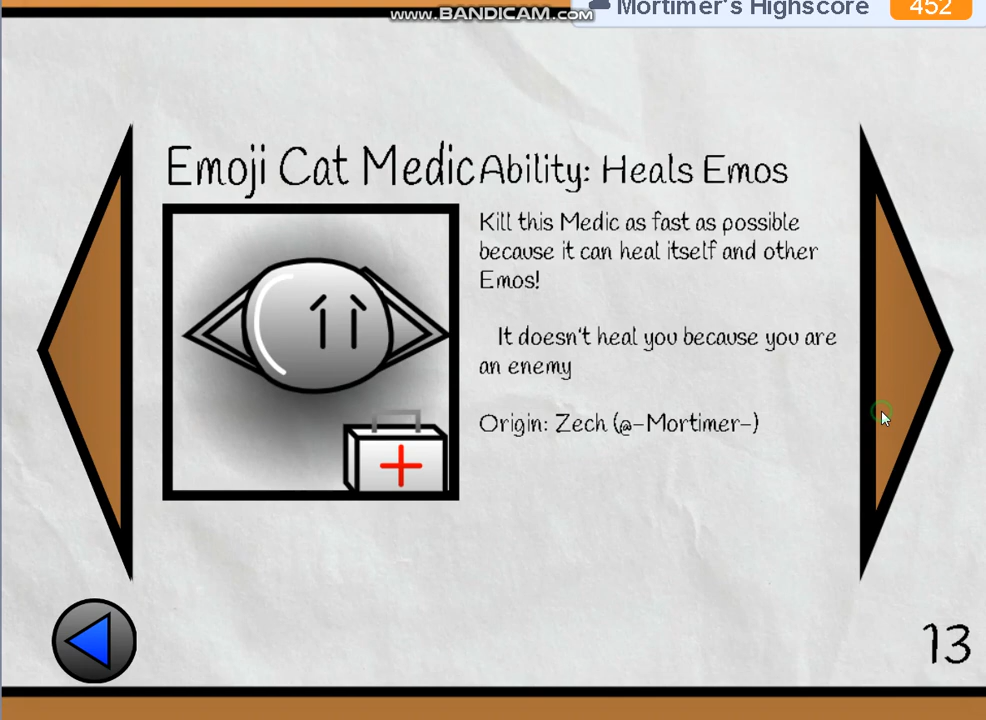 www.BANDICAM.com
Mortimer's Highscore
452
Emoji Cat Medic
Ability: Heals Emos
Kill this Medic as fast as possible
because it can heal itself and other
Emos!
It doesn't heal you because you are
an enemy
Origin: Zech (@-Mortimer-)
13